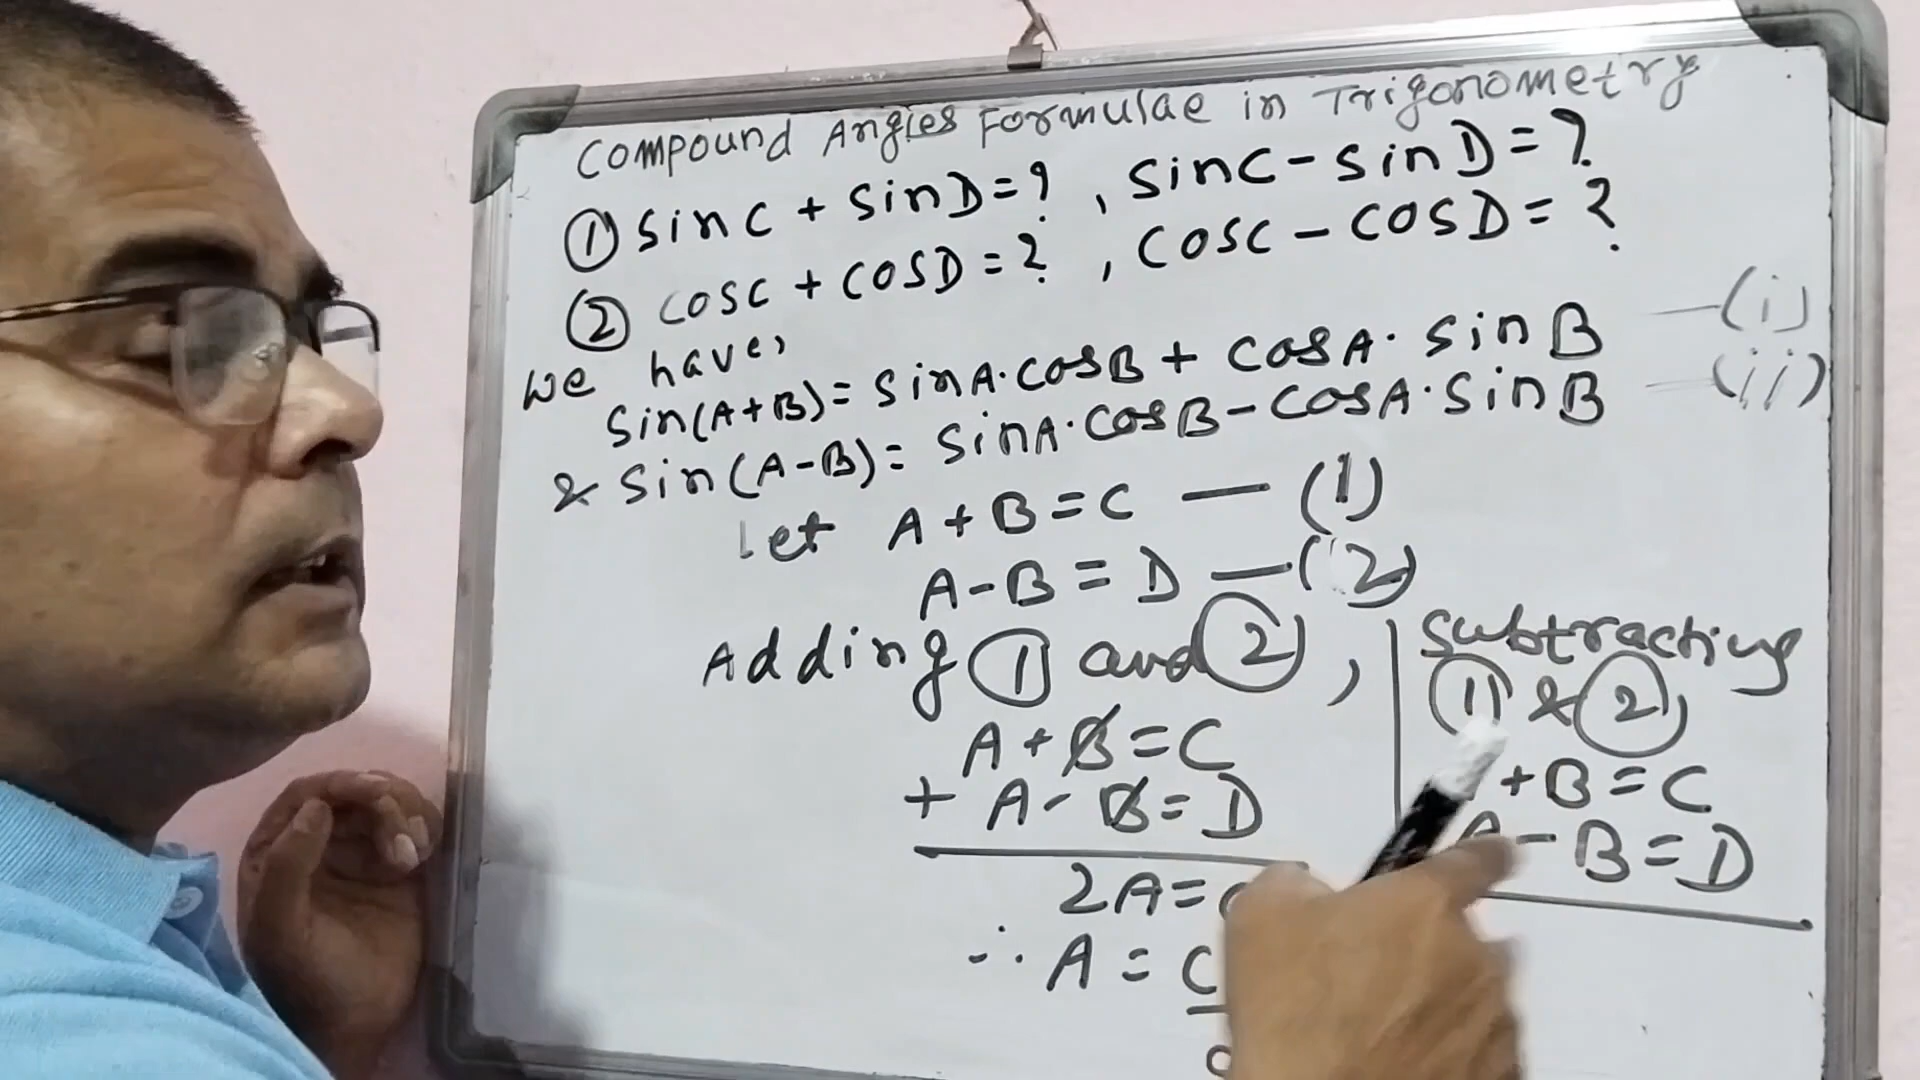 Compound Angles Formulae in Trigonometry
① sinC + sinD = ? , sinC - sinD = ?
② cosC + cosD = ? , cosC - cosD = ?
We have,
sin(A+B) = sinA·cosB + cosA·sinB —(i)
& sin(A-B) = sinA·cosB - cosA·sinB —(ii)
Let A+B = C — (1)
A-B = D — (2)
Adding ① and ②,
A+B = C
+ A-B = D
2A =
∴ A = C
Subtracting
① & ②,
+B = C
A-B = D